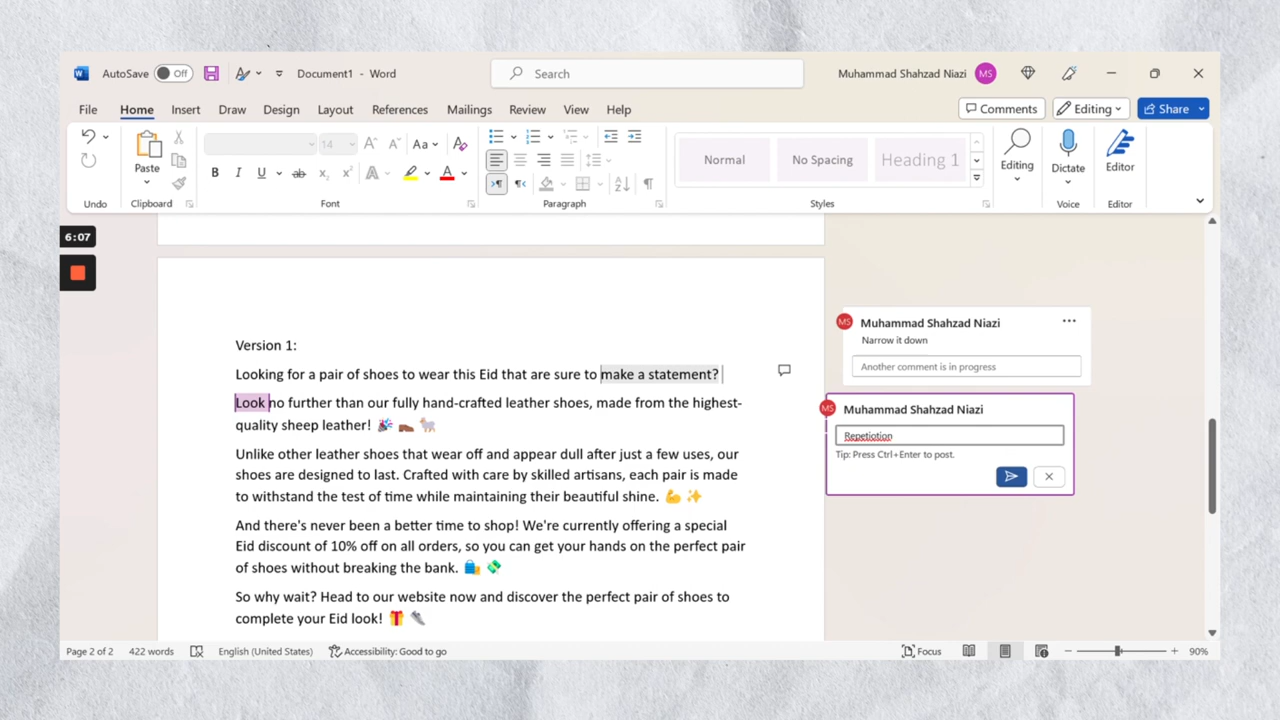 AutoSave Off Document1 - Word Search Muhammad Shahzad Niazi MS
File Home Insert Draw Design Layout References Mailings Review View Help Comments Editing Share
14 Aa
Paste Normal No Spacing Heading 1 Editing Dictate Editor
B I U ab x₂ x² A A
Undo Clipboard Font Paragraph Styles Voice Editor
6:07
Version 1:
Looking for a pair of shoes to wear this Eid that are sure to make a statement?
Look no further than our fully hand-crafted leather shoes, made from the highest-
quality sheep leather! 🎉 👞 🐑
Unlike other leather shoes that wear off and appear dull after just a few uses, our
shoes are designed to last. Crafted with care by skilled artisans, each pair is made
to withstand the test of time while maintaining their beautiful shine. 💪 ✨
And there's never been a better time to shop! We're currently offering a special
Eid discount of 10% off on all orders, so you can get your hands on the perfect pair
of shoes without breaking the bank. 🛍️ 💸
So why wait? Head to our website now and discover the perfect pair of shoes to
complete your Eid look! 🎁 👟
MS Muhammad Shahzad Niazi
Narrow it down
Another comment is in progress
MS Muhammad Shahzad Niazi
Repetiotion
Tip: Press Ctrl+Enter to post.
Page 2 of 2 422 words English (United States) Accessibility: Good to go Focus 90%